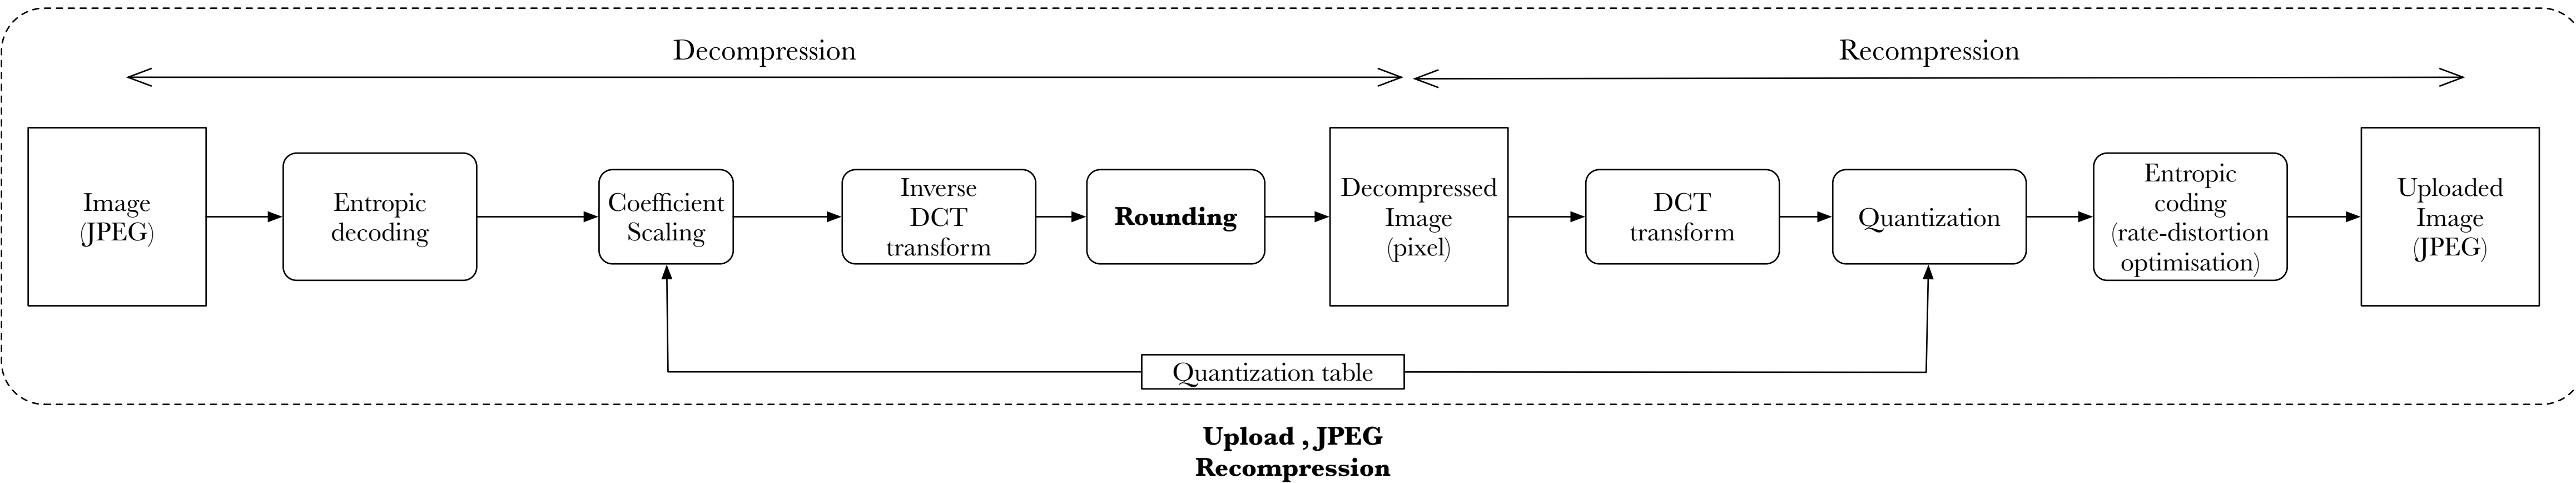 Decompression
Recompression
Image
(JPEG)
Entropic
decoding
Coefficient
Scaling
Inverse
DCT
transform
Rounding
Decompressed
Image
(pixel)
DCT
transform
Quantization
Entropic
coding
(rate-distortion
optimisation)
Uploaded
Image
(JPEG)
Quantization table
Upload , JPEG
Recompression